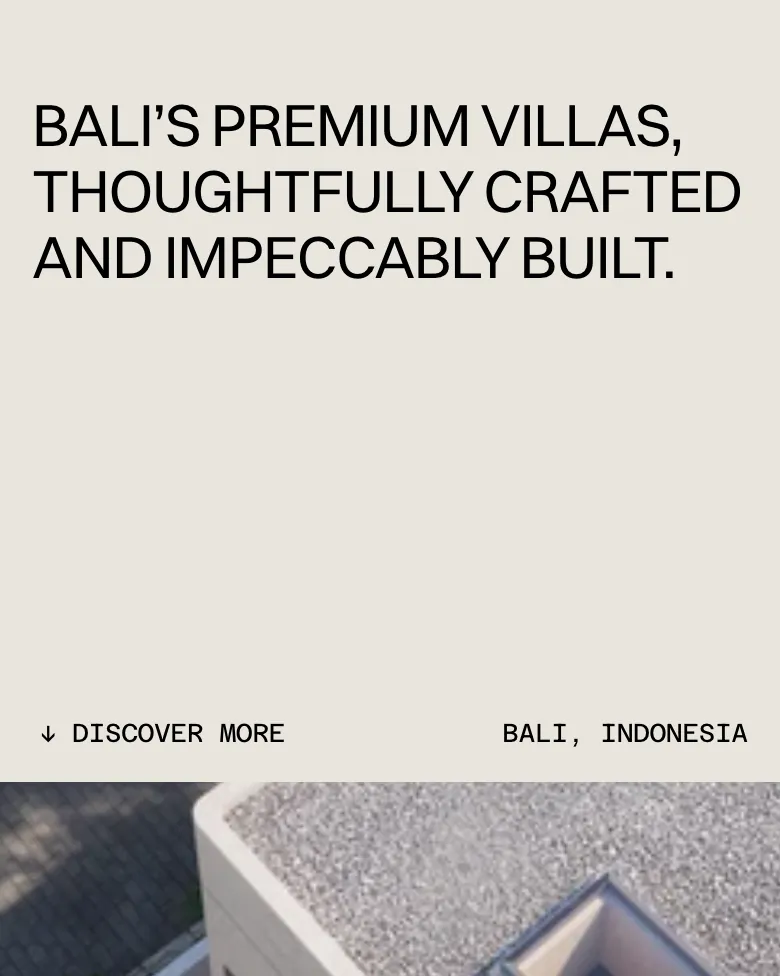 BALI’S PREMIUM VILLAS,
THOUGHTFULLY CRAFTED
AND IMPECCABLY BUILT.
↓ DISCOVER MORE
BALI, INDONESIA